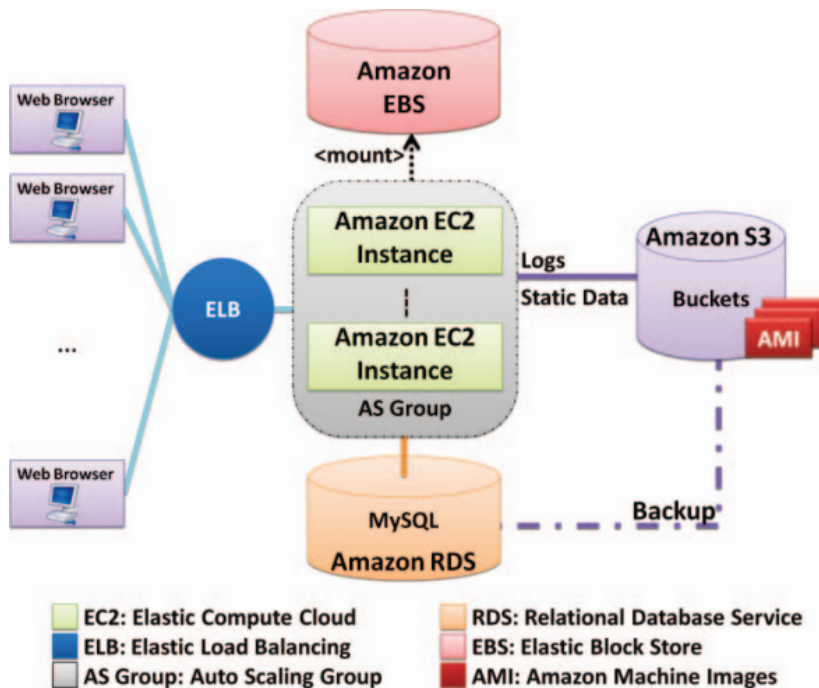 Amazon
EBS
Web Browser
<mount>
Web Browser
Amazon EC2
Instance
Amazon S3
Logs
Static Data
Buckets
ELB
AMI
...
Amazon EC2
Instance
AS Group
Web Browser
MySQL
Backup
Amazon RDS
EC2: Elastic Compute Cloud
RDS: Relational Database Service
ELB: Elastic Load Balancing
EBS: Elastic Block Store
AS Group: Auto Scaling Group
AMI: Amazon Machine Images